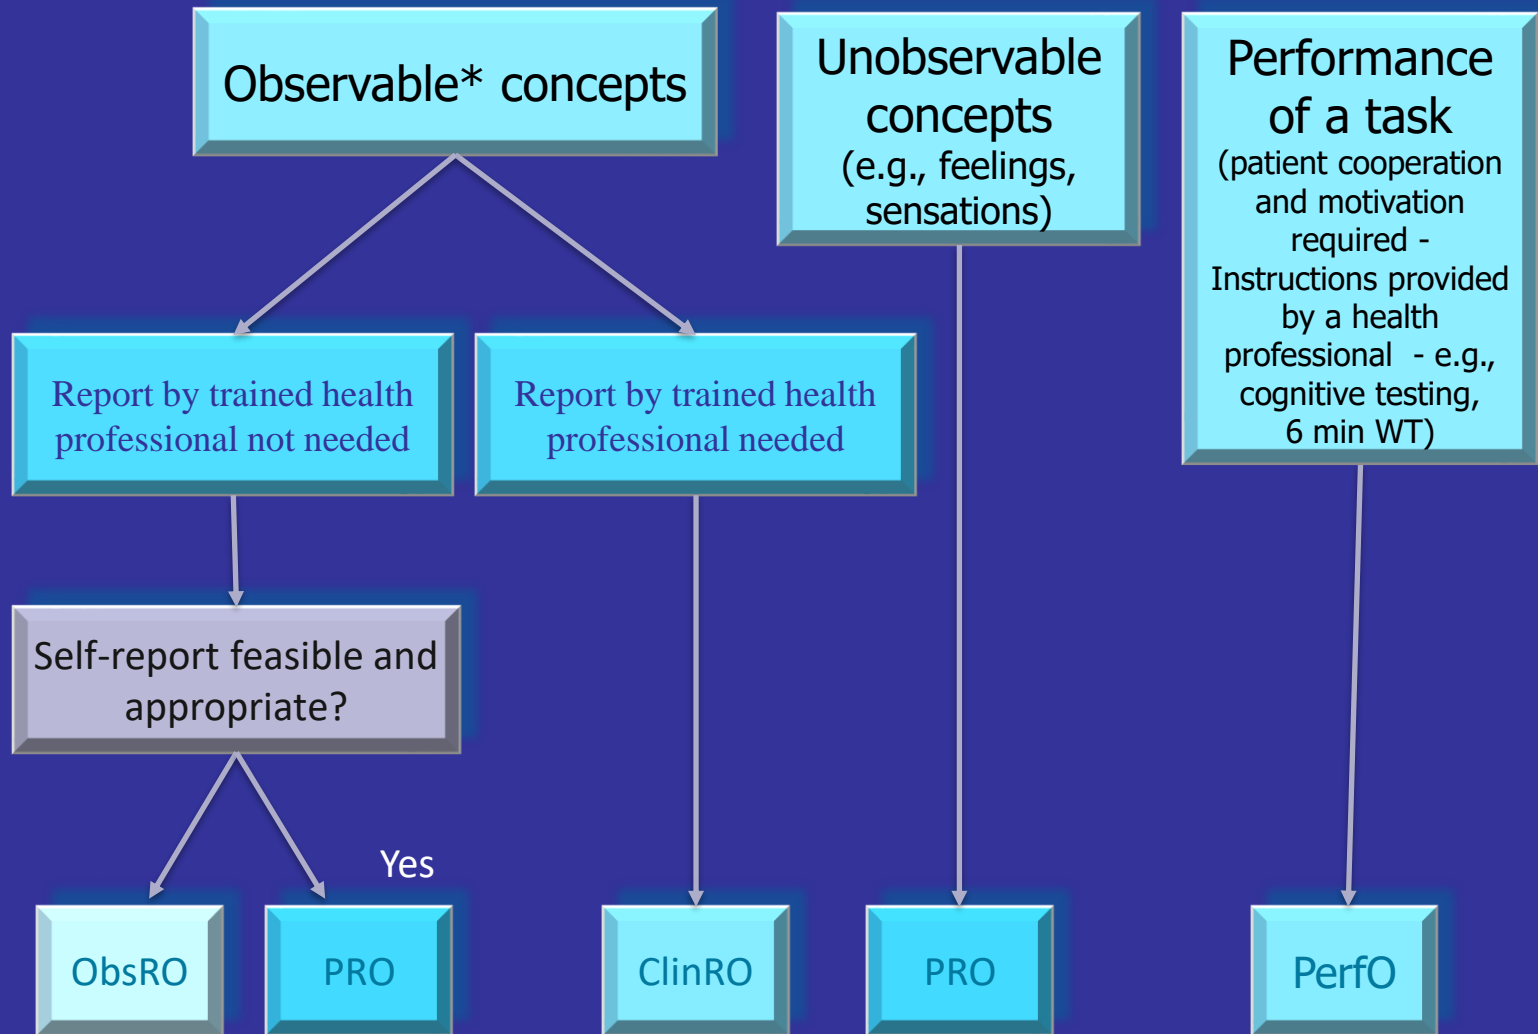 Observable* concepts
Unobservable
concepts
(e.g., feelings,
sensations)
Performance
of a task
(patient cooperation
and motivation
required -
Instructions provided
by a health
professional  - e.g.,
cognitive testing,
6 min WT)
Report by trained health
professional not needed
Report by trained health
professional needed
Self-report feasible and
appropriate?
Yes
ObsRO
PRO
ClinRO
PRO
PerfO